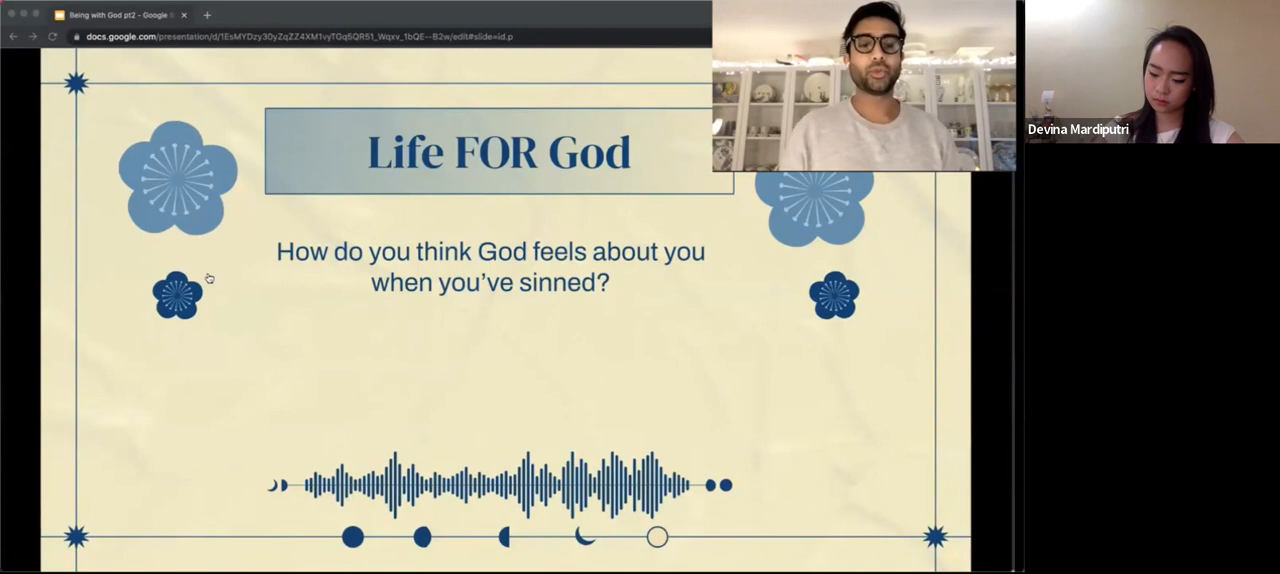 Being with God pt2 - Google S
docs.google.com/presentation/d/1EsMYDzy30yZqZZ4XM1vyTGq5QR51_Wqxv_1bQE--B2w/edit#slide=id.p
Devina Mardiputri
Life FOR God
How do you think God feels about you
when you’ve sinned?